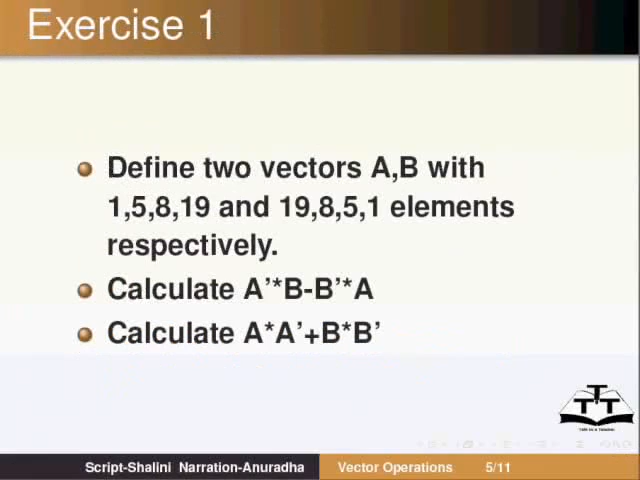 Exercise 1
Define two vectors A,B with
1,5,8,19 and 19,8,5,1 elements
respectively.
Calculate A’*B-B’*A
Calculate A*A’+B*B’
TTT
Script-Shalini Narration-Anuradha Vector Operations 5/11